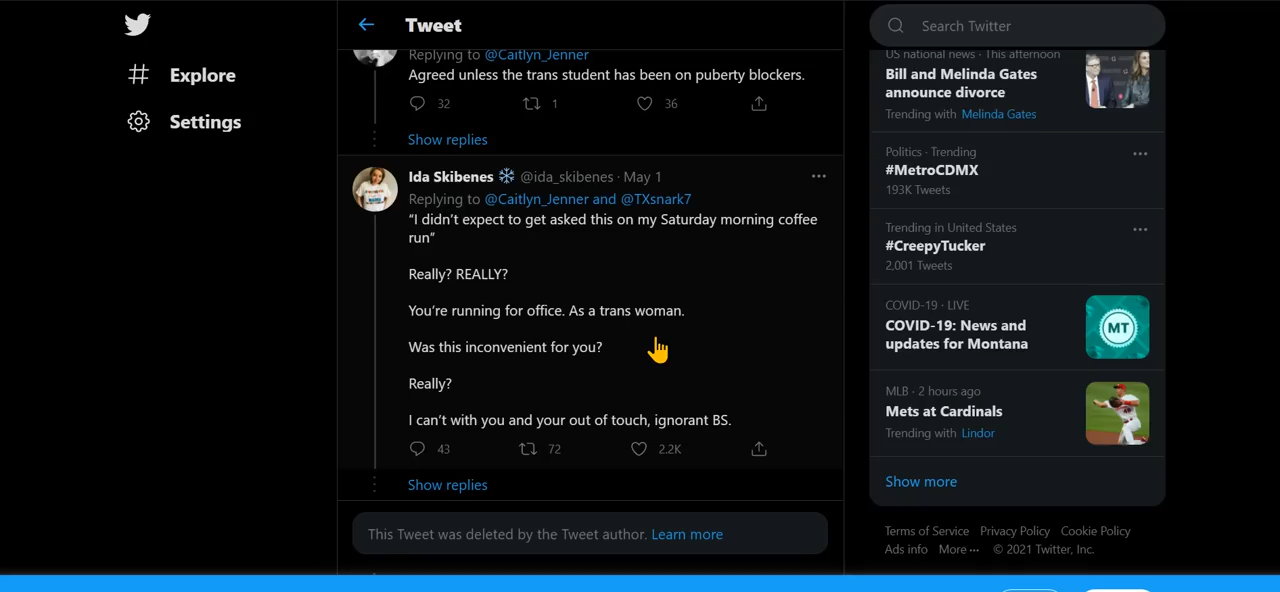 Explore
Settings
Tweet
Replying to @Caitlyn_Jenner
Agreed unless the trans student has been on puberty blockers.
32 1 36
Show replies
Ida Skibenes @ida_skibenes · May 1
Replying to @Caitlyn_Jenner and @TXsnark7
“I didn’t expect to get asked this on my Saturday morning coffee
run”
Really? REALLY?
You’re running for office. As a trans woman.
Was this inconvenient for you?
Really?
I can’t with you and your out of touch, ignorant BS.
43 72 2.2K
Show replies
This Tweet was deleted by the Tweet author. Learn more
Search Twitter
US national news · This afternoon
Bill and Melinda Gates
announce divorce
Trending with Melinda Gates
Politics · Trending
#MetroCDMX
193K Tweets
Trending in United States
#CreepyTucker
2,001 Tweets
COVID-19 · LIVE
COVID-19: News and
updates for Montana
MT
MLB · 2 hours ago
Mets at Cardinals
Trending with Lindor
Show more
Terms of Service Privacy Policy Cookie Policy
Ads info More ··· © 2021 Twitter, Inc.